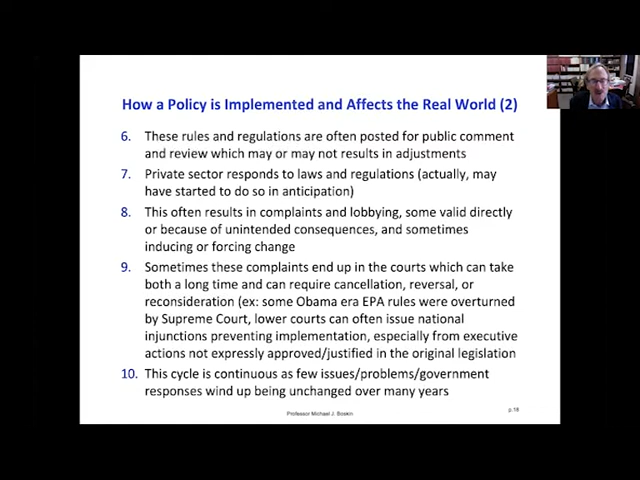 How a Policy is Implemented and Affects the Real World (2)
6. These rules and regulations are often posted for public comment
and review which may or may not results in adjustments
7. Private sector responds to laws and regulations (actually, may
have started to do so in anticipation)
8. This often results in complaints and lobbying, some valid directly
or because of unintended consequences, and sometimes
inducing or forcing change
9. Sometimes these complaints end up in the courts which can take
both a long time and can require cancellation, reversal, or
reconsideration (ex: some Obama era EPA rules were overturned
by Supreme Court, lower courts can often issue national
injunctions preventing implementation, especially from executive
actions not expressly approved/justified in the original legislation
10. This cycle is continuous as few issues/problems/government
responses wind up being unchanged over many years
Professor Michael J. Boskin
p.18